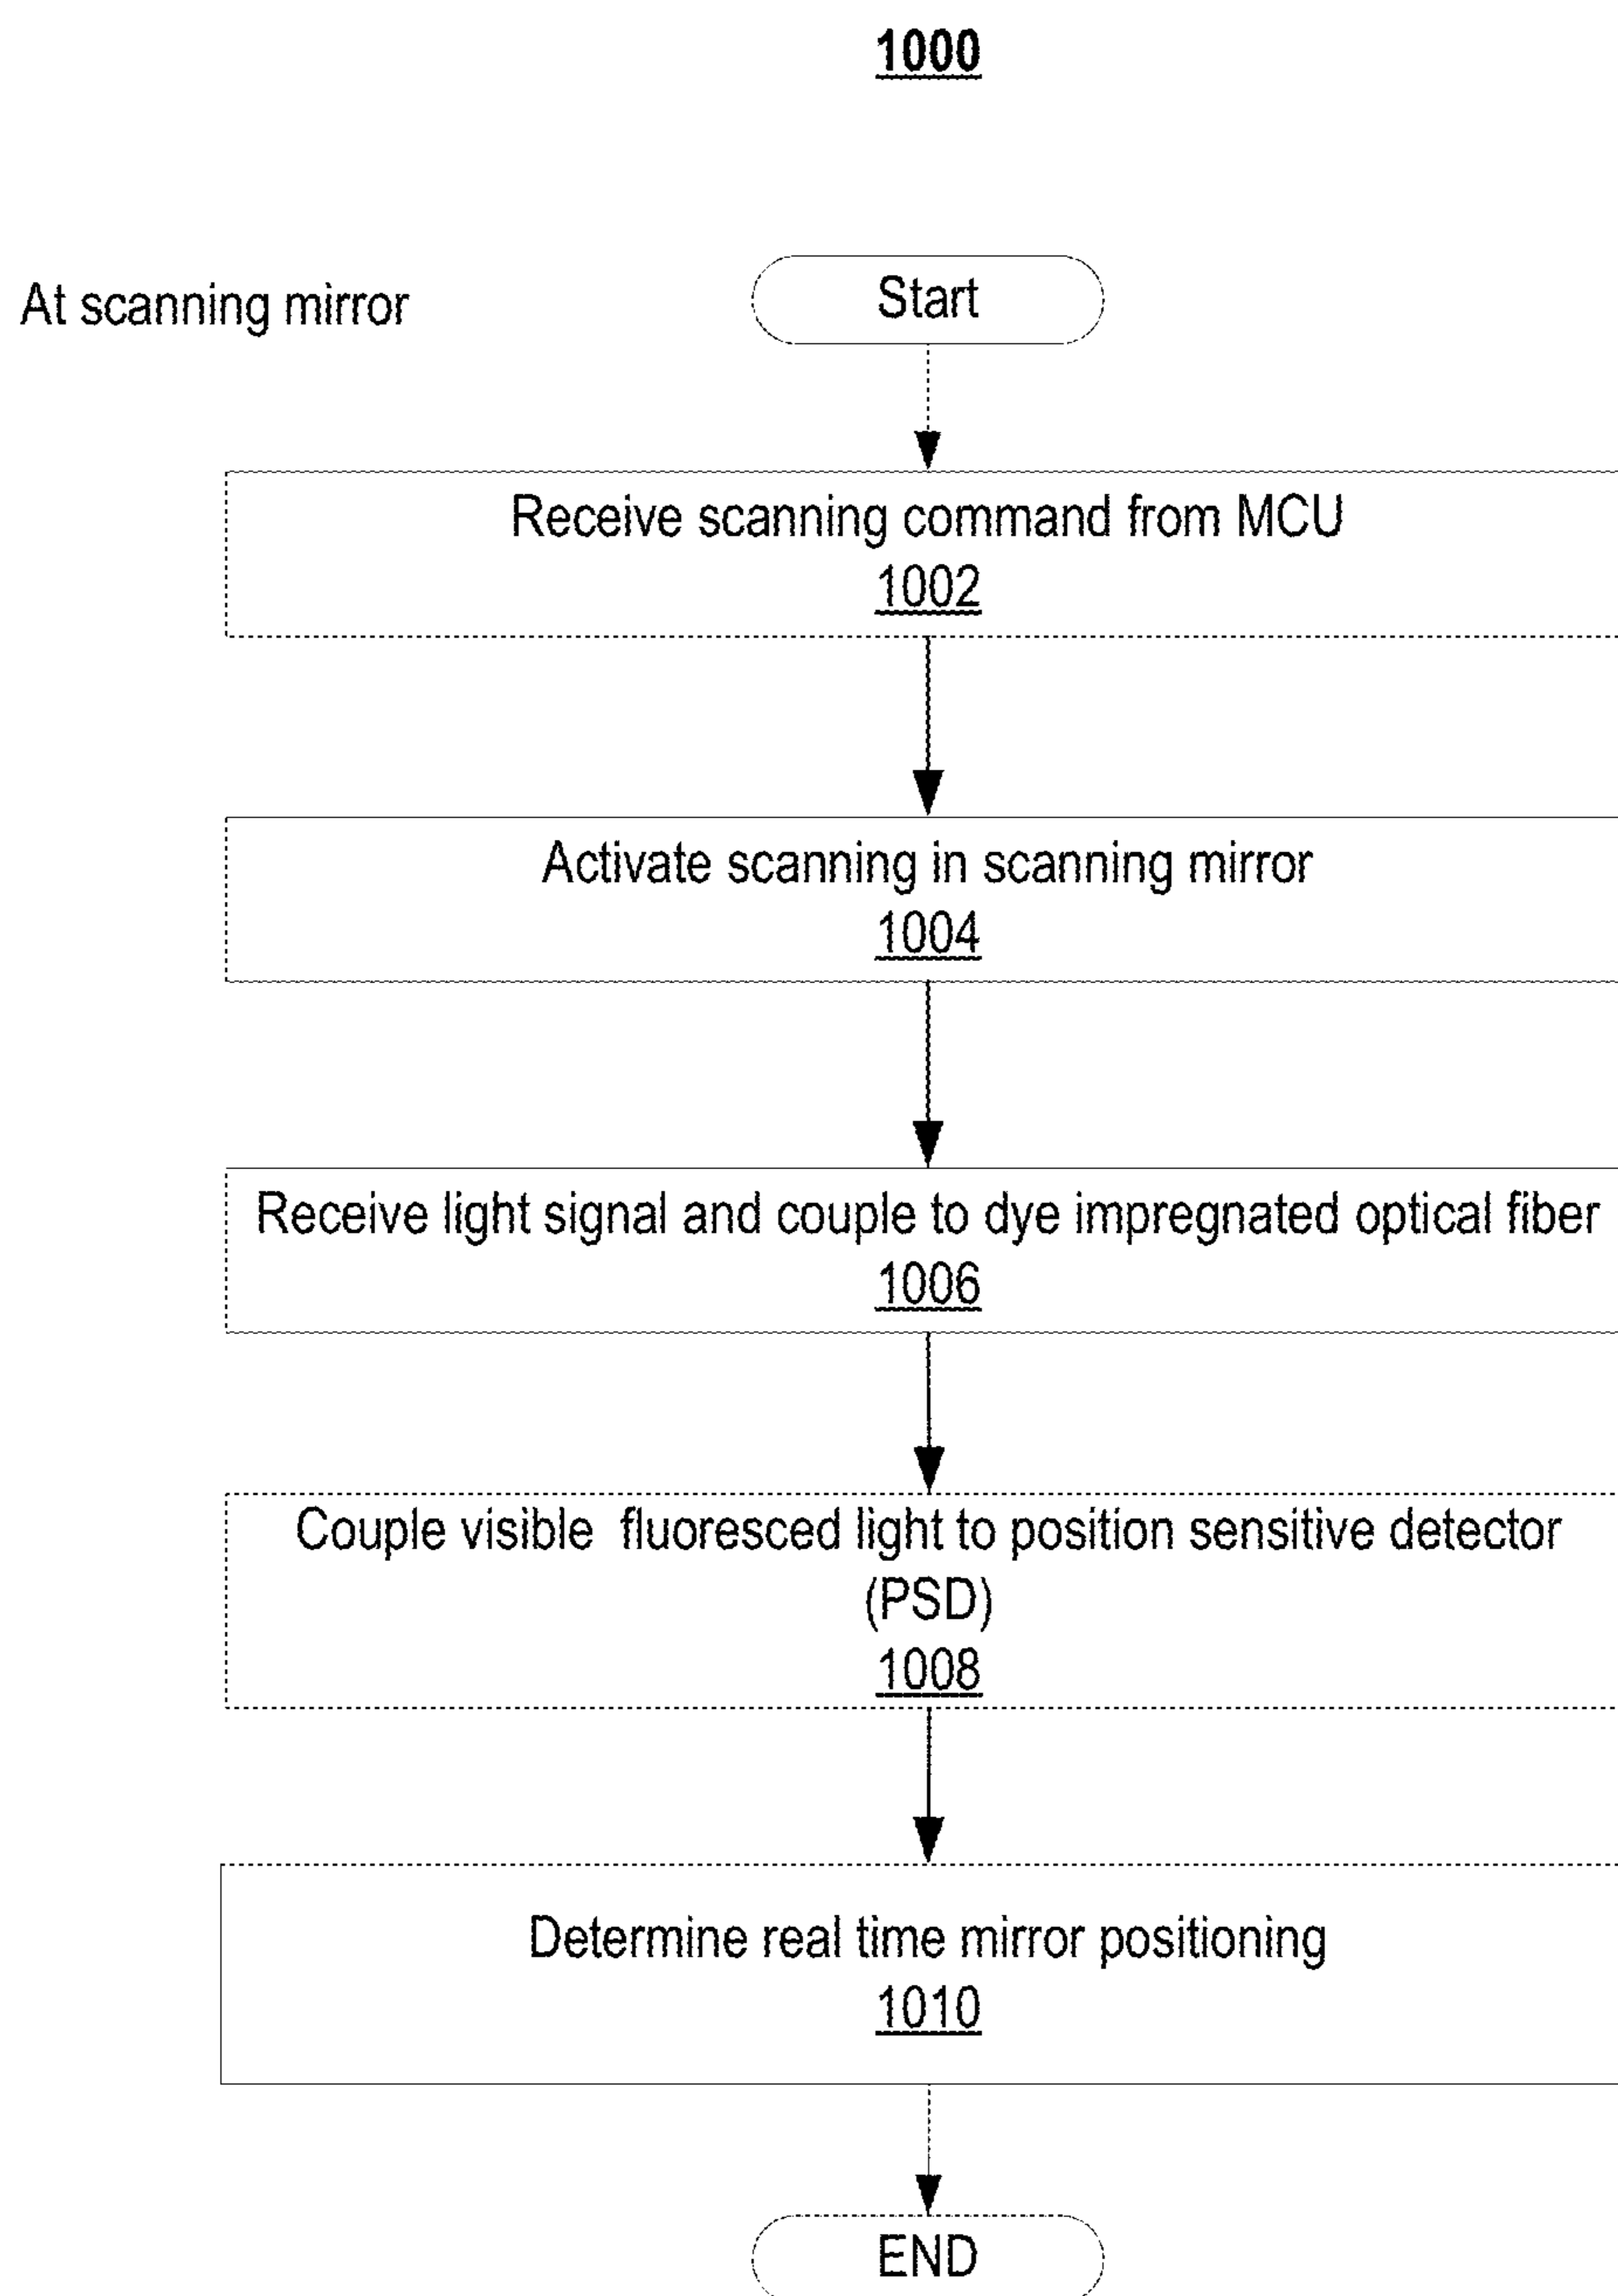 1000
At scanning mirror
Start
Receive scanning command from MCU
1002
Activate scanning in scanning mirror
1004
Receive light signal and couple to dye impregnated optical fiber
1006
Couple visible fluoresced light to position sensitive detector
(PSD)
1008
Determine real time mirror positioning
1010
END